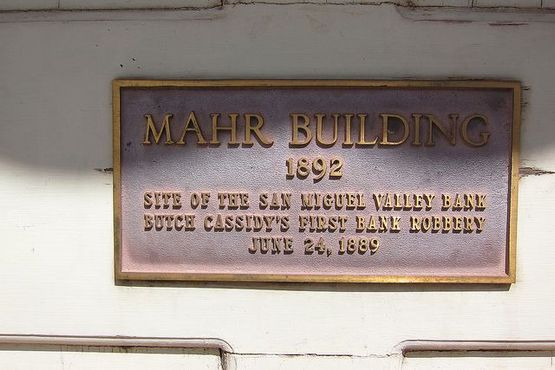 MAHR BUILDING
1892
SITE OF THE SAN MIGUEL VALLEY BANK
BUTCH CASSIDY'S FIRST BANK ROBBERY
JUNE 24, 1889